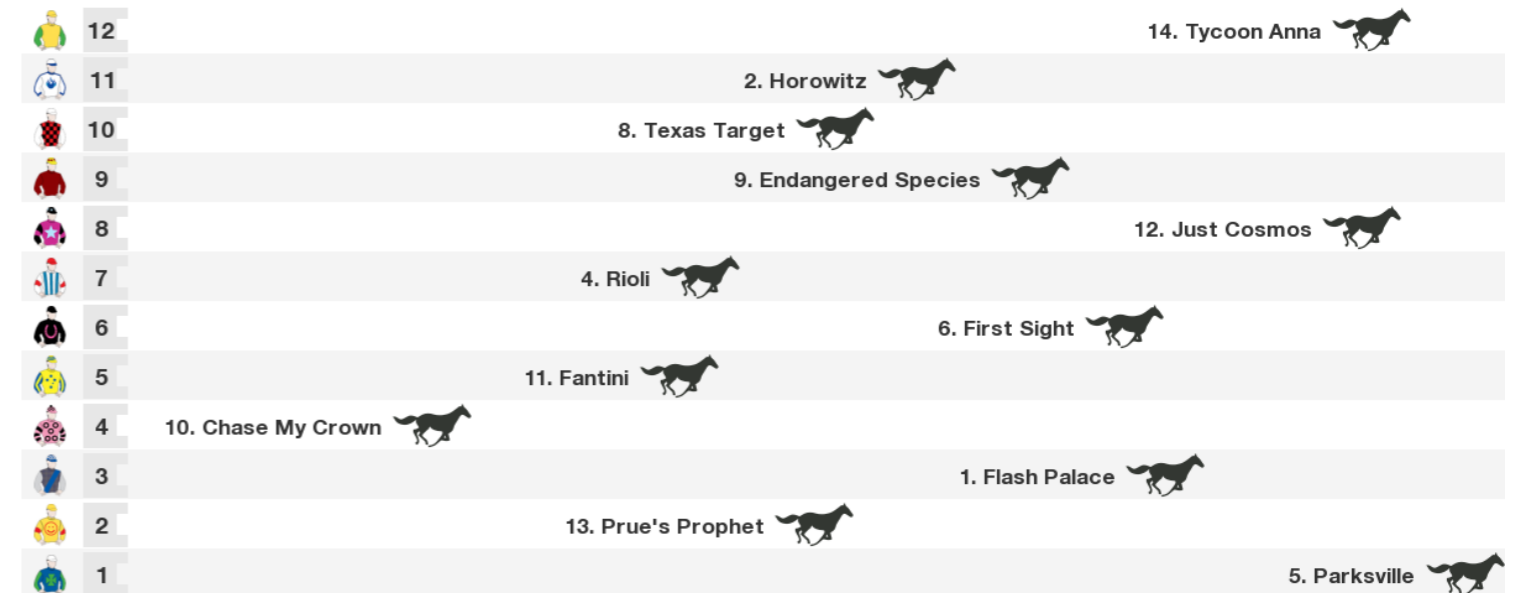 12 14. Tycoon Anna
11 2. Horowitz
10 8. Texas Target
9 9. Endangered Species
8 12. Just Cosmos
7 4. Rioli
6 6. First Sight
5 11. Fantini
4 10. Chase My Crown
3 1. Flash Palace
2 13. Prue's Prophet
1 5. Parksville